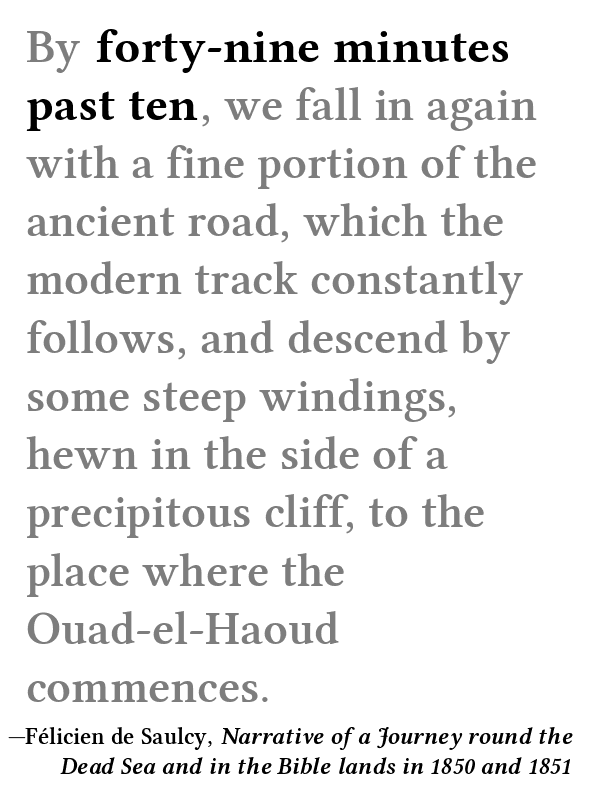 By forty-nine minutes
past ten, we fall in again
with a fine portion of the
ancient road, which the
modern track constantly
follows, and descend by
some steep windings,
hewn in the side of a
precipitous cliff, to the
place where the
Ouad-el-Haoud
commences.
—Félicien de Saulcy, Narrative of a Journey round the
Dead Sea and in the Bible lands in 1850 and 1851